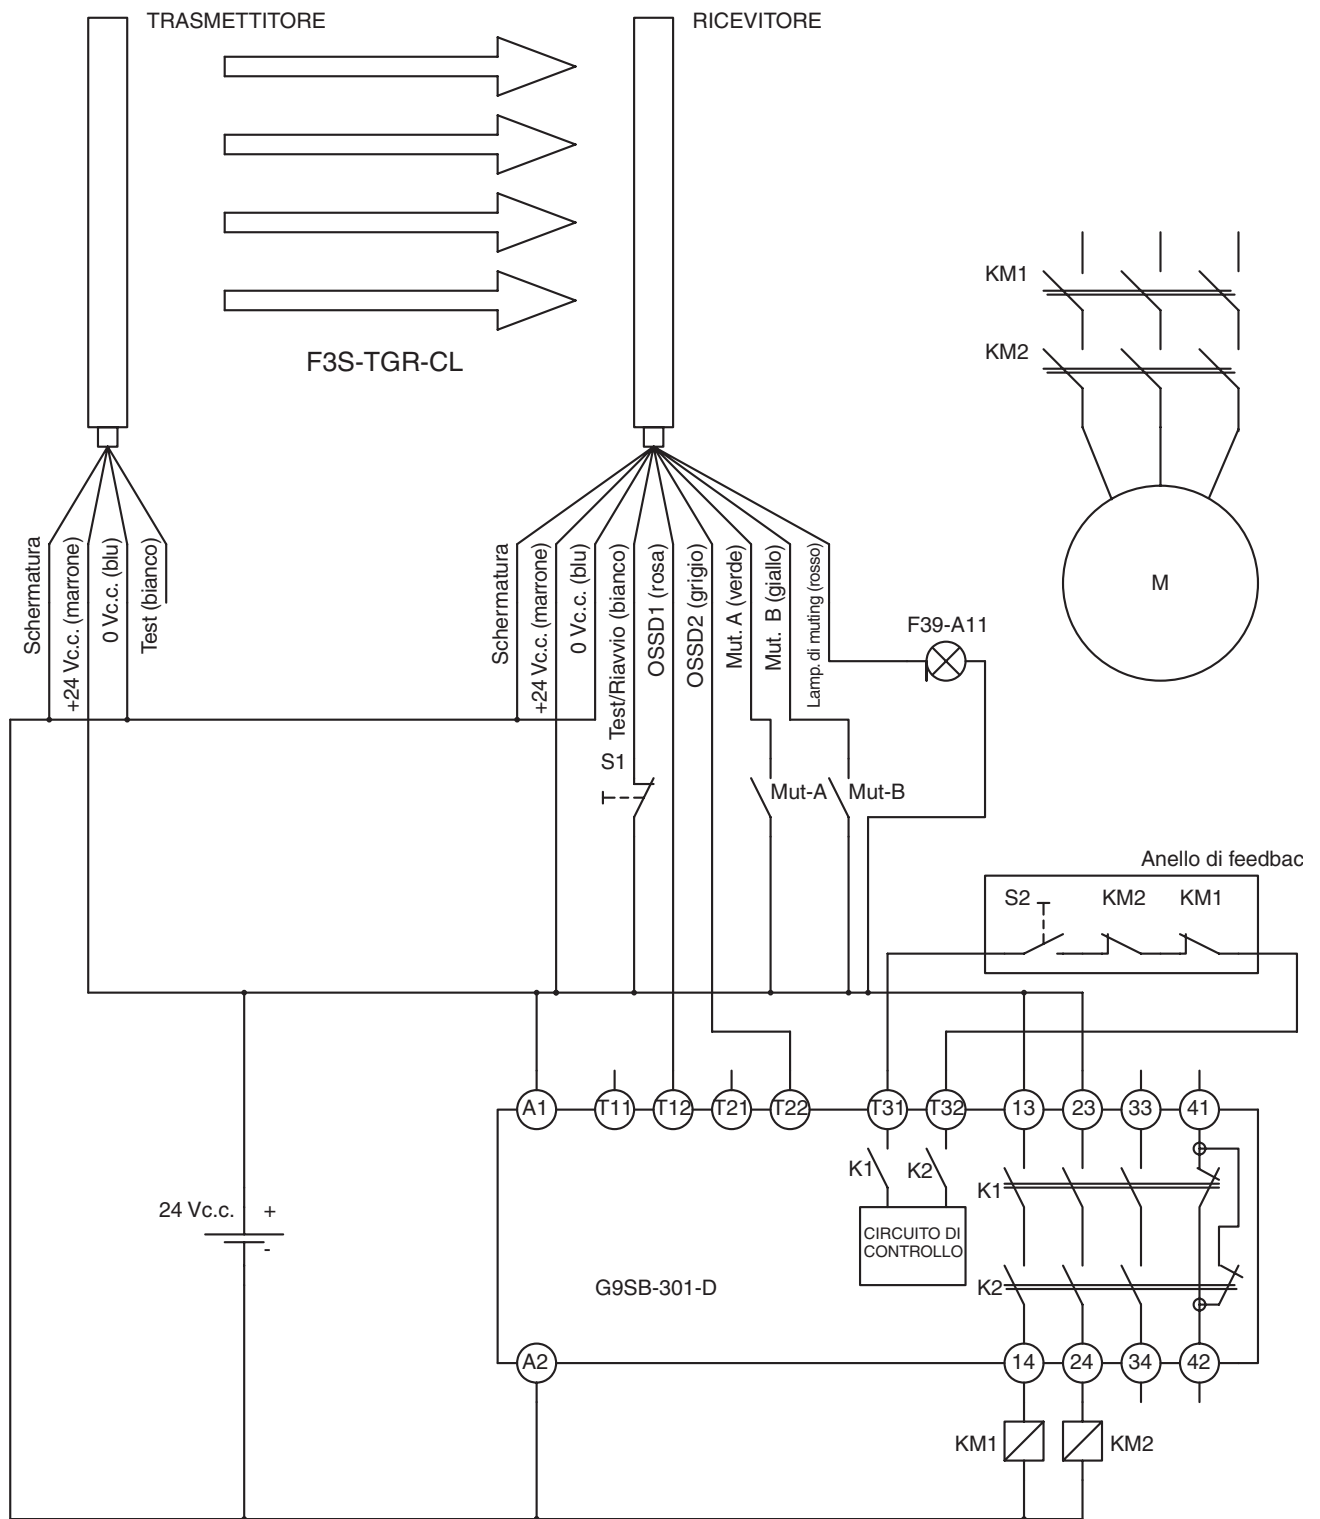 TRASMETTITORE
RICEVITORE
F3S-TGR-CL
KM1
KM2
M
Schermatura
+24 Vc.c. (marrone)
0 Vc.c. (blu)
Test (bianco)
Schermatura
+24 Vc.c. (marrone)
0 Vc.c. (blu)
Test/Riavvio (bianco)
OSSD1 (rosa)
OSSD2 (grigio)
Mut. A (verde)
Mut. B (giallo)
Lamp. di muting (rosso)
F39-A11
S1
Mut-A
Mut-B
Anello di feedbac
S2
KM2
KM1
A1
T11
T12
T21
T22
T31
T32
13
23
33
41
K1
K2
K1
CIRCUITO DI
CONTROLLO
24 Vc.c.
+
-
G9SB-301-D
K2
A2
14
24
34
42
KM1
KM2